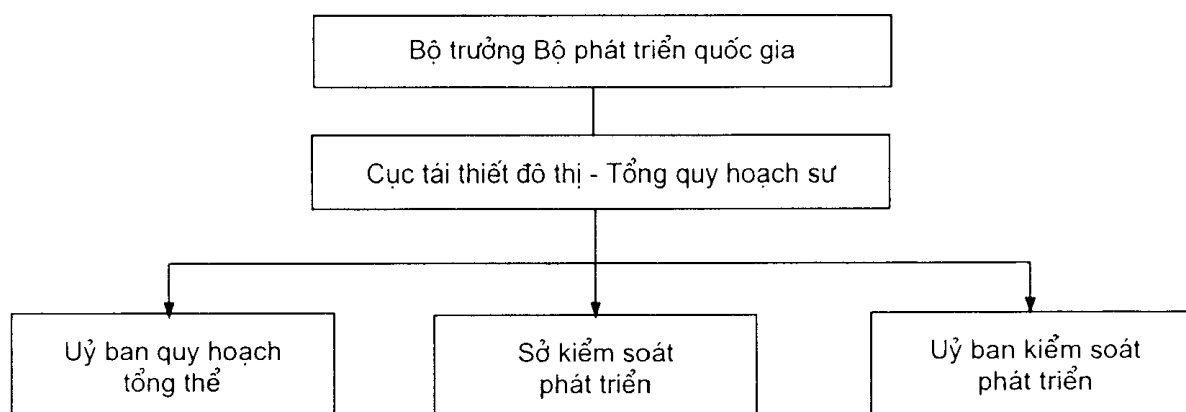 Bộ trưởng Bộ phát triển quốc gia
Cục tái thiết đô thị - Tổng quy hoạch sư
Uỷ ban quy hoạch
tổng thể
Sở kiểm soát
phát triển
Uỷ ban kiểm soát
phát triển